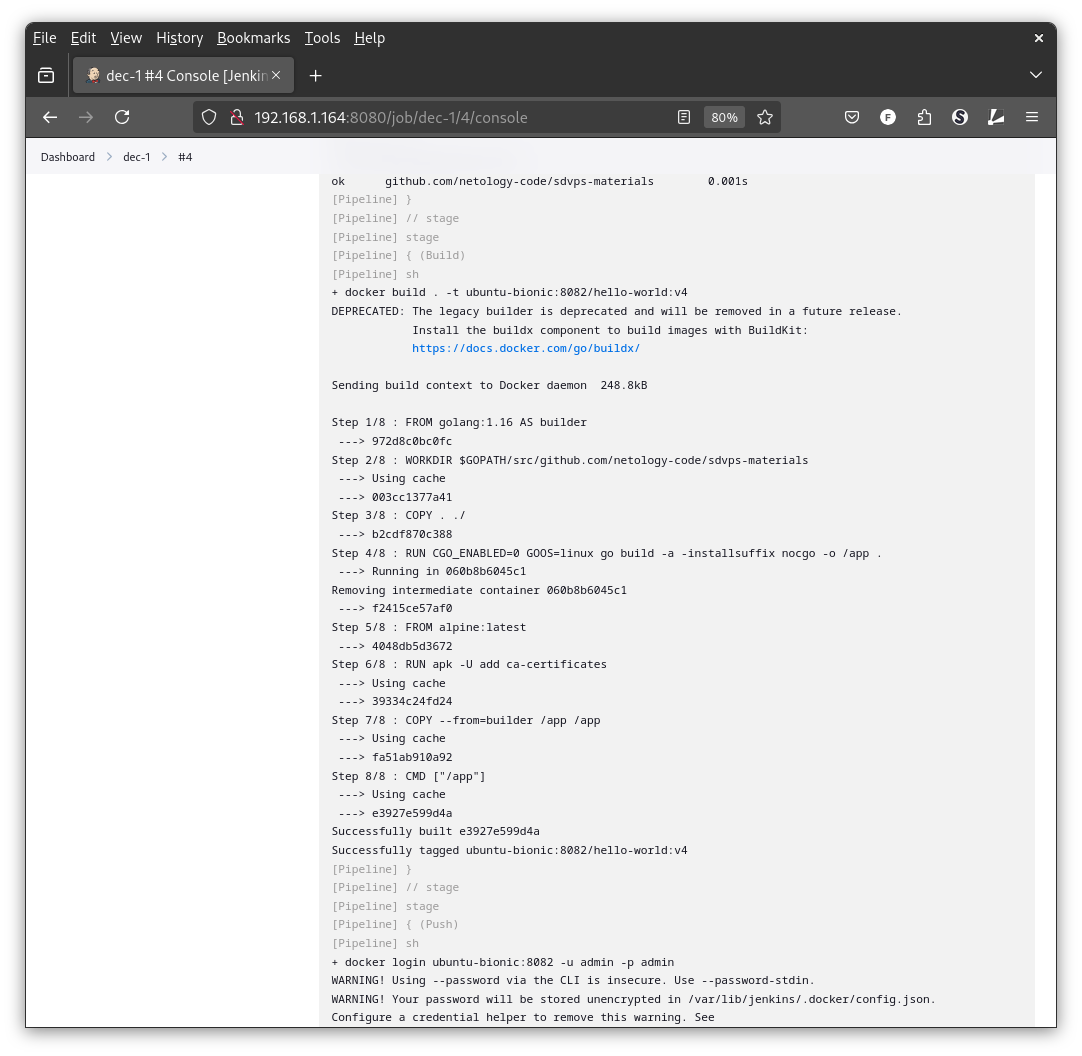 File Edit View History Bookmarks Tools Help
dec-1 #4 Console [Jenkin
192.168.1.164:8080/job/dec-1/4/console 80%
Dashboard dec-1 #4
ok      github.com/netology-code/sdvps-materials        0.001s
[Pipeline] }
[Pipeline] // stage
[Pipeline] stage
[Pipeline] { (Build)
[Pipeline] sh
+ docker build . -t ubuntu-bionic:8082/hello-world:v4
DEPRECATED: The legacy builder is deprecated and will be removed in a future release.
            Install the buildx component to build images with BuildKit:
            https://docs.docker.com/go/buildx/
Sending build context to Docker daemon  248.8kB
Step 1/8 : FROM golang:1.16 AS builder
 ---> 972d8c0bc0fc
Step 2/8 : WORKDIR $GOPATH/src/github.com/netology-code/sdvps-materials
 ---> Using cache
 ---> 003cc1377a41
Step 3/8 : COPY . ./
 ---> b2cdf870c388
Step 4/8 : RUN CGO_ENABLED=0 GOOS=linux go build -a -installsuffix nocgo -o /app .
 ---> Running in 060b8b6045c1
Removing intermediate container 060b8b6045c1
 ---> f2415ce57af0
Step 5/8 : FROM alpine:latest
 ---> 4048db5d3672
Step 6/8 : RUN apk -U add ca-certificates
 ---> Using cache
 ---> 39334c24fd24
Step 7/8 : COPY --from=builder /app /app
 ---> Using cache
 ---> fa51ab910a92
Step 8/8 : CMD ["/app"]
 ---> Using cache
 ---> e3927e599d4a
Successfully built e3927e599d4a
Successfully tagged ubuntu-bionic:8082/hello-world:v4
[Pipeline] }
[Pipeline] // stage
[Pipeline] stage
[Pipeline] { (Push)
[Pipeline] sh
+ docker login ubuntu-bionic:8082 -u admin -p admin
WARNING! Using --password via the CLI is insecure. Use --password-stdin.
WARNING! Your password will be stored unencrypted in /var/lib/jenkins/.docker/config.json.
Configure a credential helper to remove this warning. See